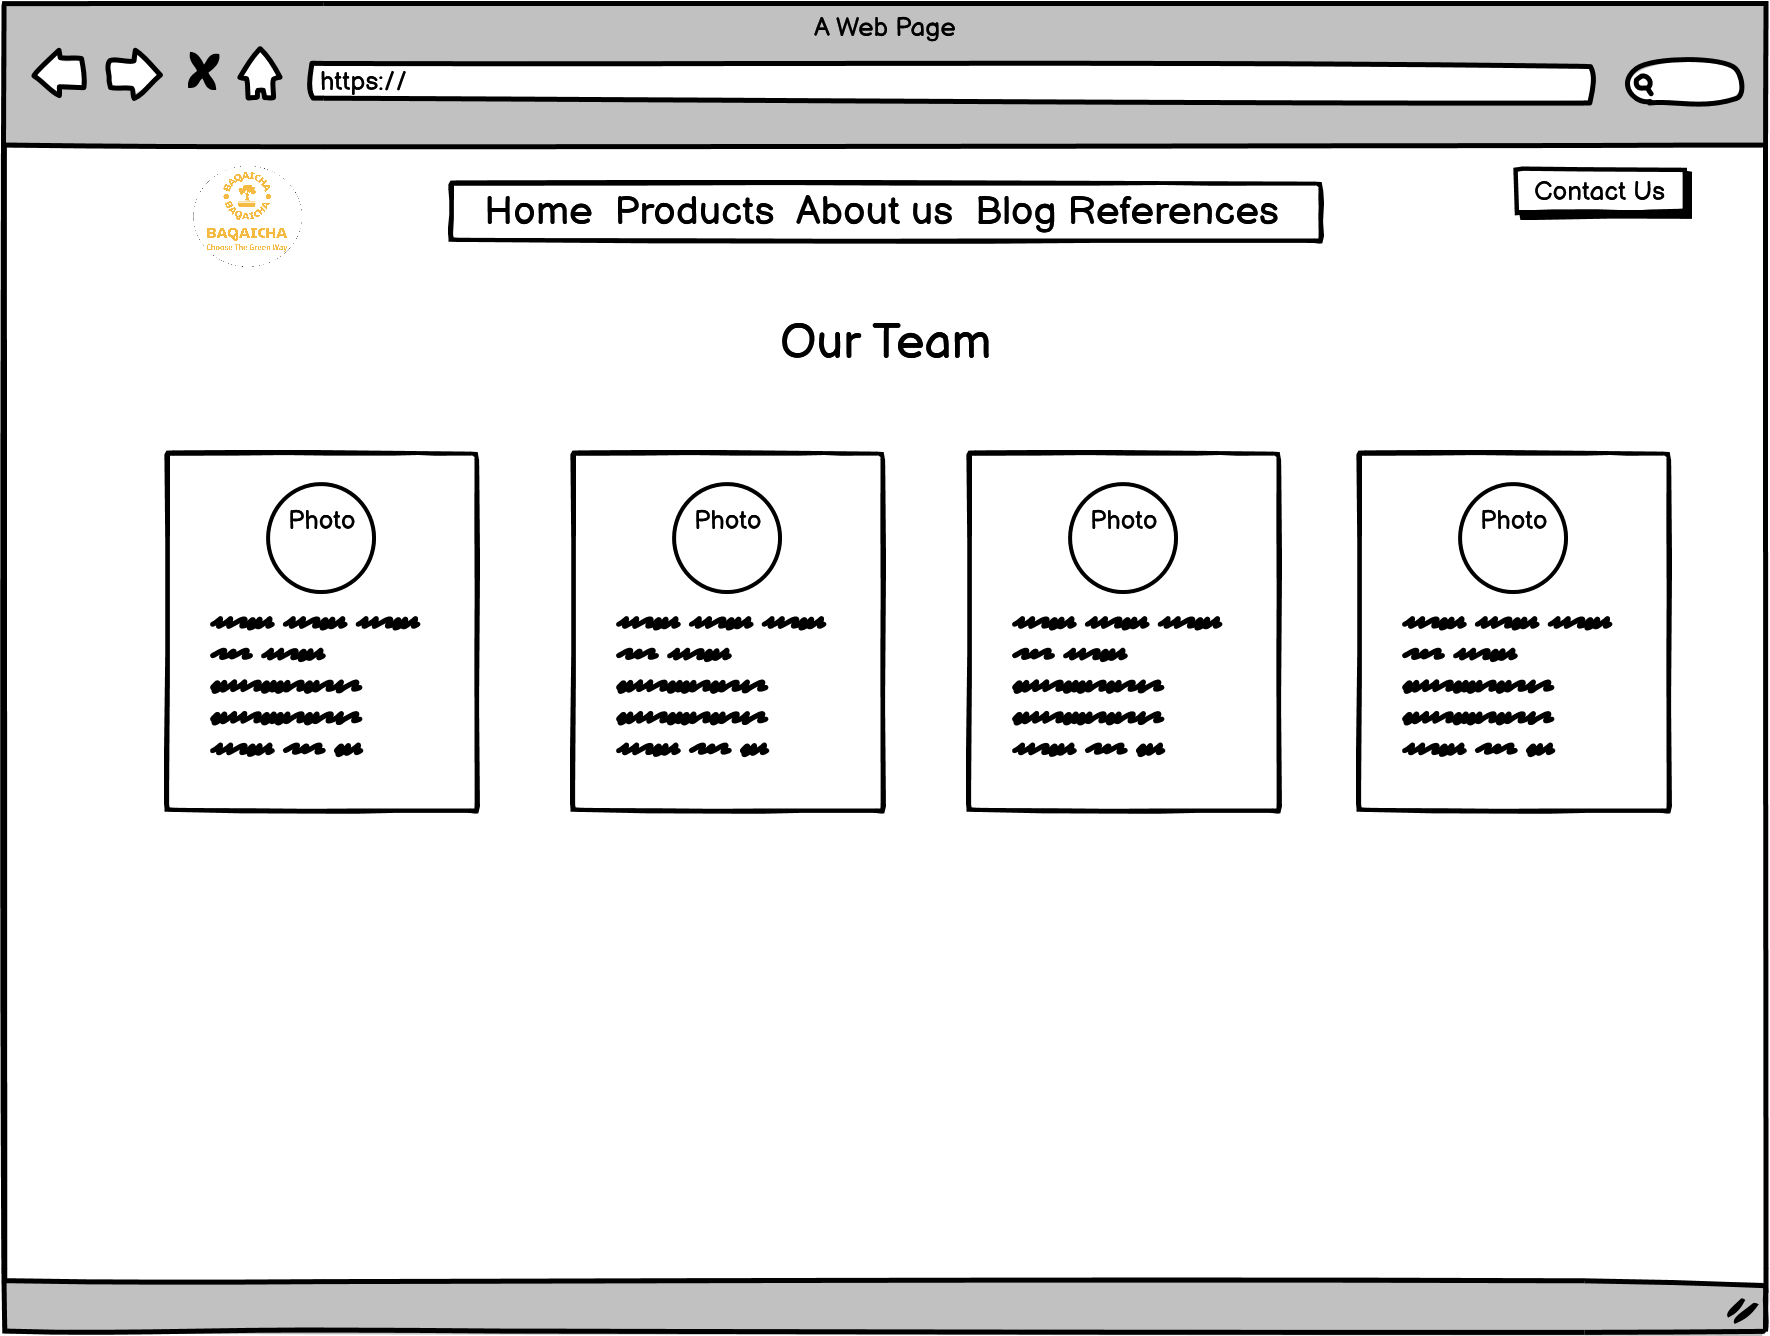 A Web Page
https://
BAQAICHA
BAQAICHA
BAQAICHA
Choose The Green Way
Home Products About us Blog References
Contact Us
Our Team
Photo Photo Photo Photo